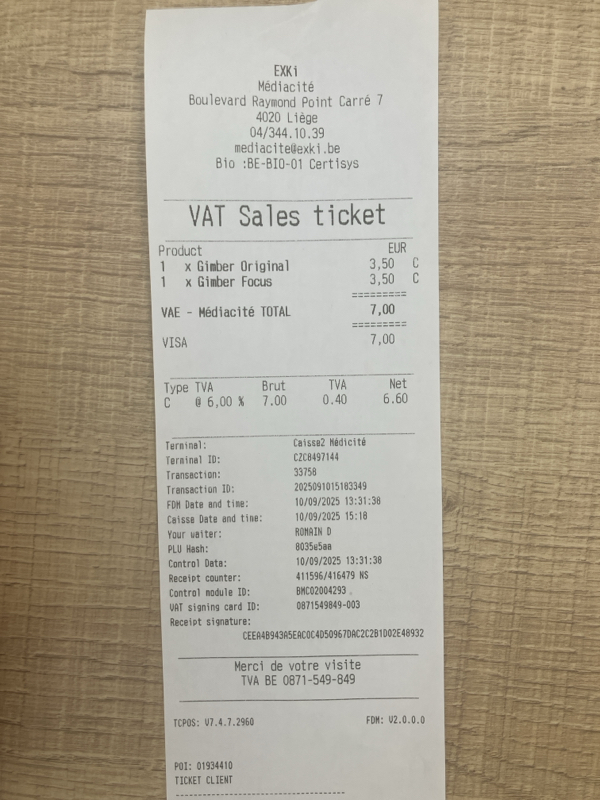 EXKi
Médiacité
Boulevard Raymond Point Carré 7
4020 Liège
04/344.10.39
mediacite@exki.be
Bio :BE-BIO-01 Certisys
VAT Sales ticket
Product EUR
1 x Gimber Original 3,50 C
1 x Gimber Focus 3,50 C
=========
VAE - Médiacité TOTAL 7,00
=========
VISA 7,00
Type TVA Brut TVA Net
C @ 6,00 % 7.00 0.40 6.60
Terminal: Caisse2 Médicité
Terminal ID: CZC8497144
Transaction: 33758
Transaction ID: 2025091015183349
FDM Date and time: 10/09/2025 13:31:38
Caisse Date and time: 10/09/2025 15:18
Your waiter: ROMAIN D
PLU Hash: 8035e5aa
Control Data: 10/09/2025 13:31:38
Receipt counter: 411596/416479 NS
Control module ID: BMC02004293
VAT signing card ID: 0871549849-003
Receipt signature:
CEEA4B943A5EAC0C4D50967DAC2C2B1D02E48932
Merci de votre visite
TVA BE 0871-549-849
TCPOS: V7.4.7.2960 FDM: V2.0.0.0
POI: 01934410
TICKET CLIENT